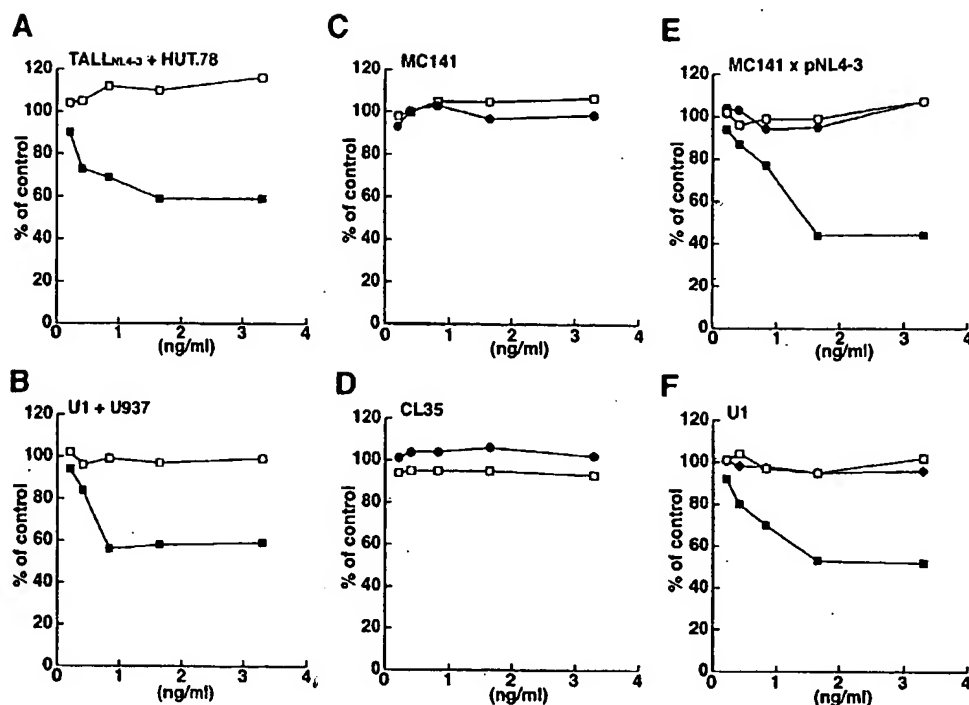 A
TALLNL4-3 + HUT.78
% of control
120
100
80
60
40
20
0
0 1 2 3 4
(ng/ml)
C
MC141
% of control
120
100
80
60
40
20
0
0 1 2 3 4
(ng/ml)
E
MC141 x pNL4-3
% of control
120
100
80
60
40
20
0
0 1 2 3 4
(ng/ml)
B
U1 + U937
% of control
120
100
80
60
40
20
0
0 1 2 3 4
(ng/ml)
D
CL35
% of control
120
100
80
60
40
20
0
0 1 2 3 4
(ng/ml)
F
U1
% of control
120
100
80
60
40
20
0
0 1 2 3 4
(ng/ml)